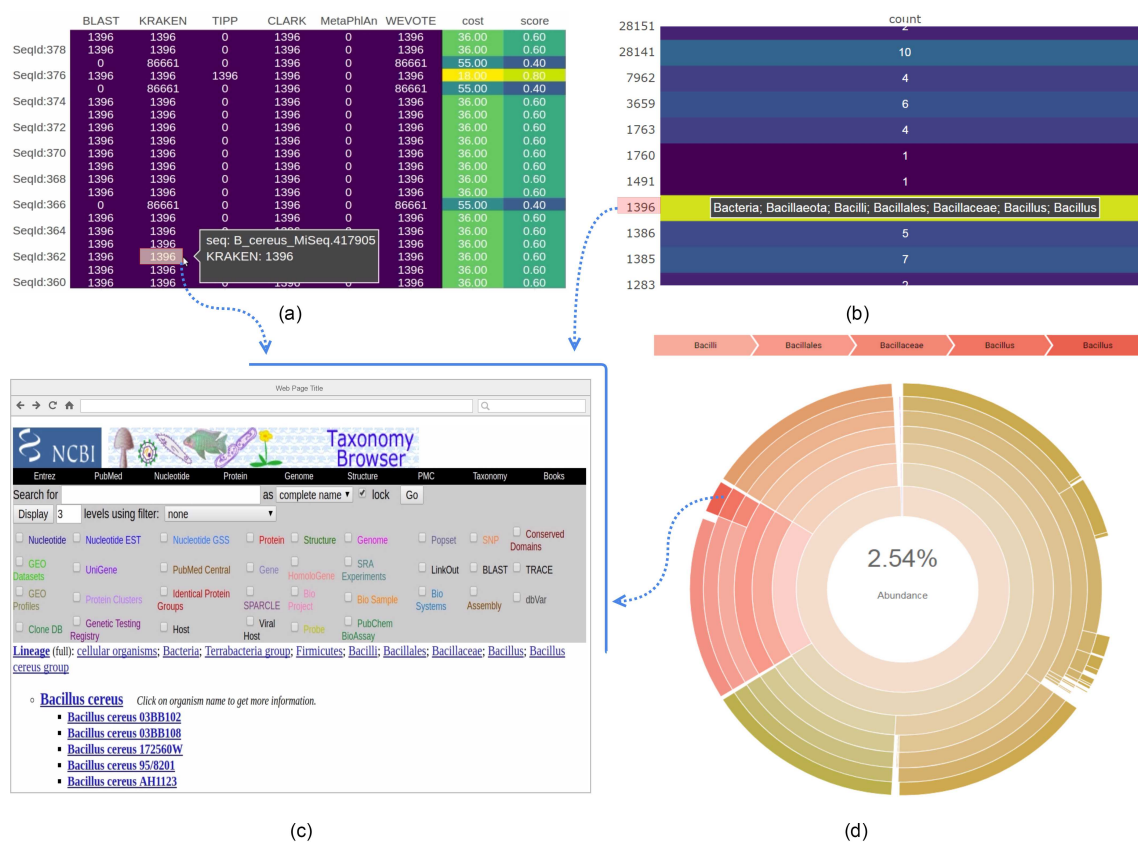 BLAST KRAKEN TIPP CLARK MetaPhlAn WEVOTE cost score
1396 1396 0 1396 0 1396 36.00 0.60
SeqId:378 1396 1396 0 1396 0 1396 36.00 0.60
0 86661 0 1396 0 86661 55.00 0.40
SeqId:376 1396 1396 1396 1396 0 1396 18.00 0.80
0 86661 0 1396 0 86661 55.00 0.40
SeqId:374 1396 1396 0 1396 0 1396 36.00 0.60
1396 1396 0 1396 0 1396 36.00 0.60
SeqId:372 1396 1396 0 1396 0 1396 36.00 0.60
1396 1396 0 1396 0 1396 36.00 0.60
SeqId:370 1396 1396 0 1396 0 1396 36.00 0.60
1396 1396 0 1396 0 1396 36.00 0.60
SeqId:368 1396 1396 0 1396 0 1396 36.00 0.60
1396 1396 0 1396 0 1396 36.00 0.60
SeqId:366 0 86661 0 1396 0 86661 55.00 0.40
1396 1396 0 1396 0 1396 36.00 0.60
SeqId:364 1396 1396 1396 36.00 0.60
1396 1396 1396 36.00 0.60
SeqId:362 1396 1396 1396 36.00 0.60
1396 1396 1396 36.00 0.60
SeqId:360 1396 1396 0 1396 0 1396 36.00 0.60
seq: B_cereus_MiSeq.417905
KRAKEN: 1396
(a)
count
28151 2
28141 10
7962 4
3659 6
1763 4
1760 1
1491 1
1396 Bacteria; Bacillaeota; Bacilli; Bacillales; Bacillaceae; Bacillus; Bacillus
1386 5
1385 7
1283 2
(b)
Web Page Title
NCBI
Taxonomy
Browser
Entrez PubMed Nucleotide Protein Genome Structure PMC Taxonomy Books
Search for as complete name lock Go
Display 3 levels using filter: none
Nucleotide Nucleotide EST Nucleotide GSS Protein Structure Genome Popset SNP Conserved
Domains
GEO
Datasets UniGene PubMed Central Gene HomoloGene SRA
Experiments LinkOut BLAST TRACE
GEO
Profiles Protein Clusters Identical Protein
Groups SPARCLE Bio
Project Bio Sample Bio
Systems Assembly dbVar
Clone DB Genetic Testing
Registry Host Viral
Host Probe PubChem
BioAssay
Lineage (full): cellular organisms; Bacteria; Terrabacteria group; Firmicutes; Bacilli; Bacillales; Bacillaceae; Bacillus; Bacillus
cereus group
Bacillus cereus Click on organism name to get more information.
Bacillus cereus 03BB102
Bacillus cereus 03BB108
Bacillus cereus 172560W
Bacillus cereus 95/8201
Bacillus cereus AH1123
(c)
Bacilli Bacillales Bacillaceae Bacillus Bacillus
2.54%
Abundance
(d)